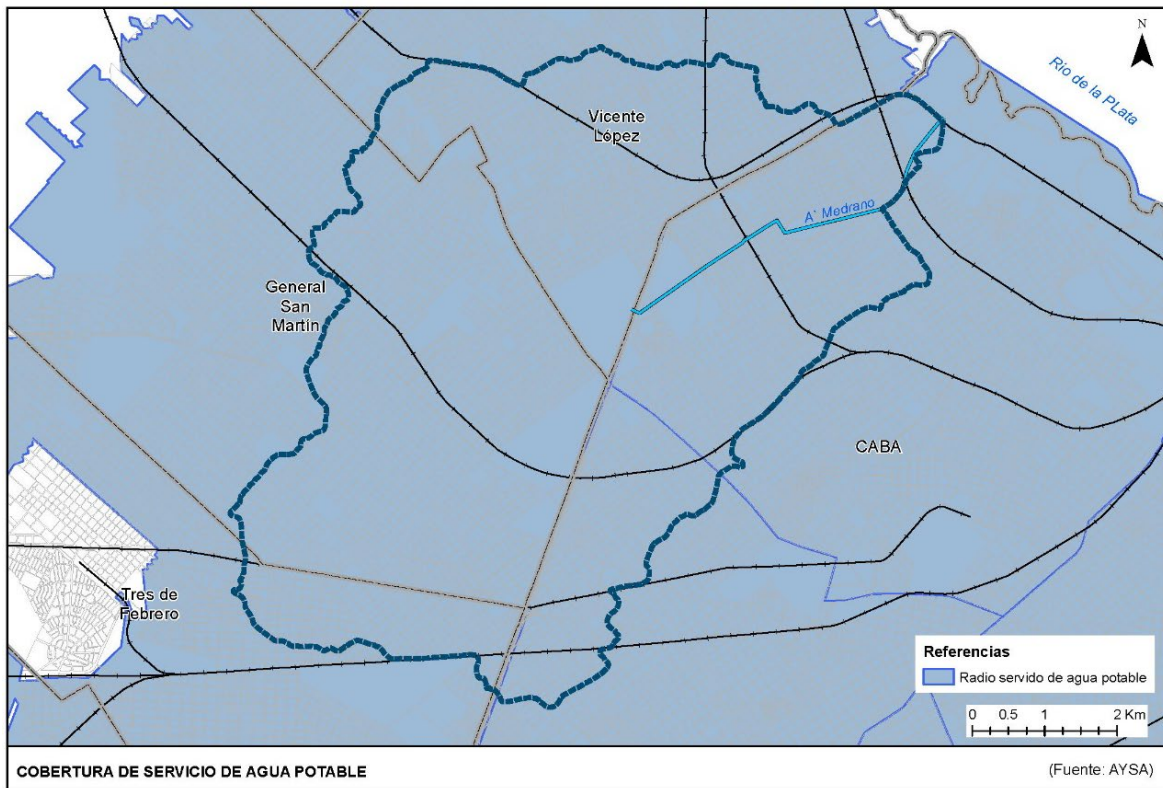 N
Rio de la PLata
Vicente
López
A° Medrano
General
San
Martín
CABA
Tres de
Febrero
Referencias
Radio servido de agua potable
0 0.5 1 2 Km
COBERTURA DE SERVICIO DE AGUA POTABLE
(Fuente: AYSA)